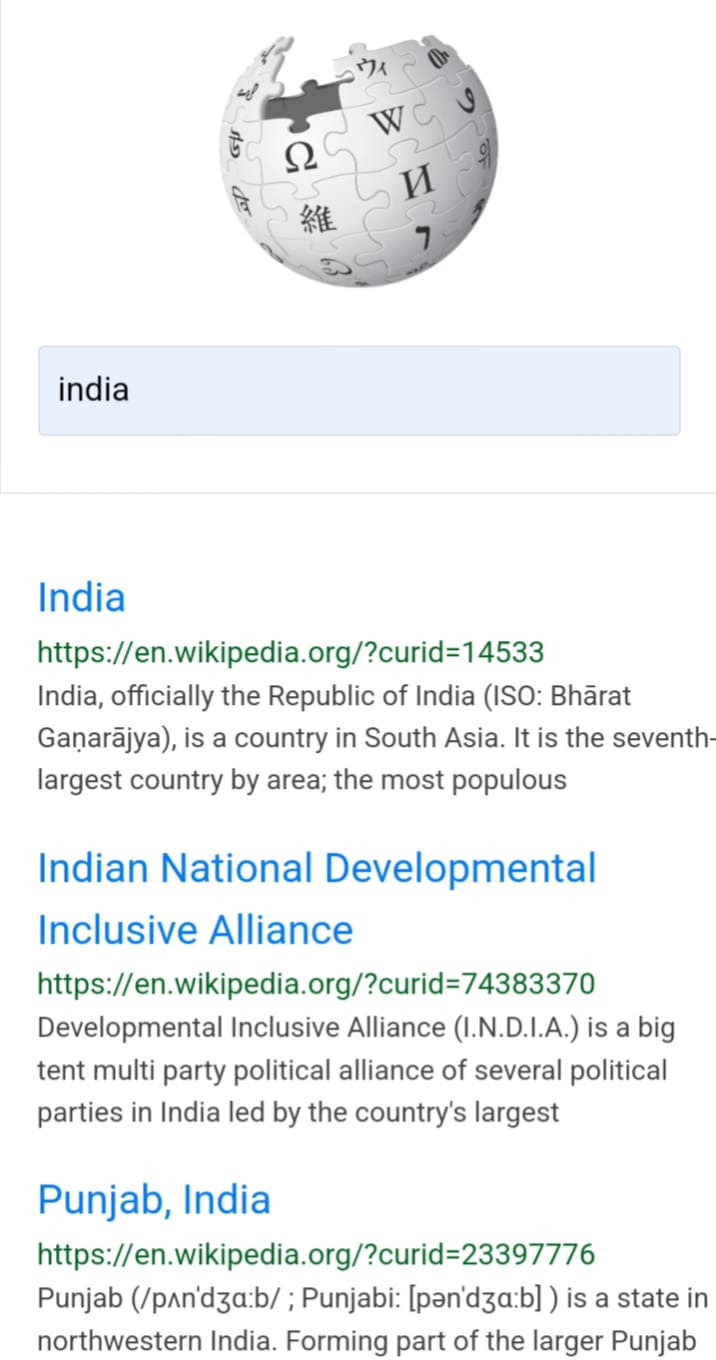 ウィ
W
Ω
И
維
7
india
India
https://en.wikipedia.org/?curid=14533
India, officially the Republic of India (ISO: Bhārat
Gaṇarājya), is a country in South Asia. It is the seventh-
largest country by area; the most populous
Indian National Developmental
Inclusive Alliance
https://en.wikipedia.org/?curid=74383370
Developmental Inclusive Alliance (I.N.D.I.A.) is a big
tent multi party political alliance of several political
parties in India led by the country's largest
Punjab, India
https://en.wikipedia.org/?curid=23397776
Punjab (/pʌnˈdʒɑːb/ ; Punjabi: [pənˈdʒɑːb] ) is a state in
northwestern India. Forming part of the larger Punjab